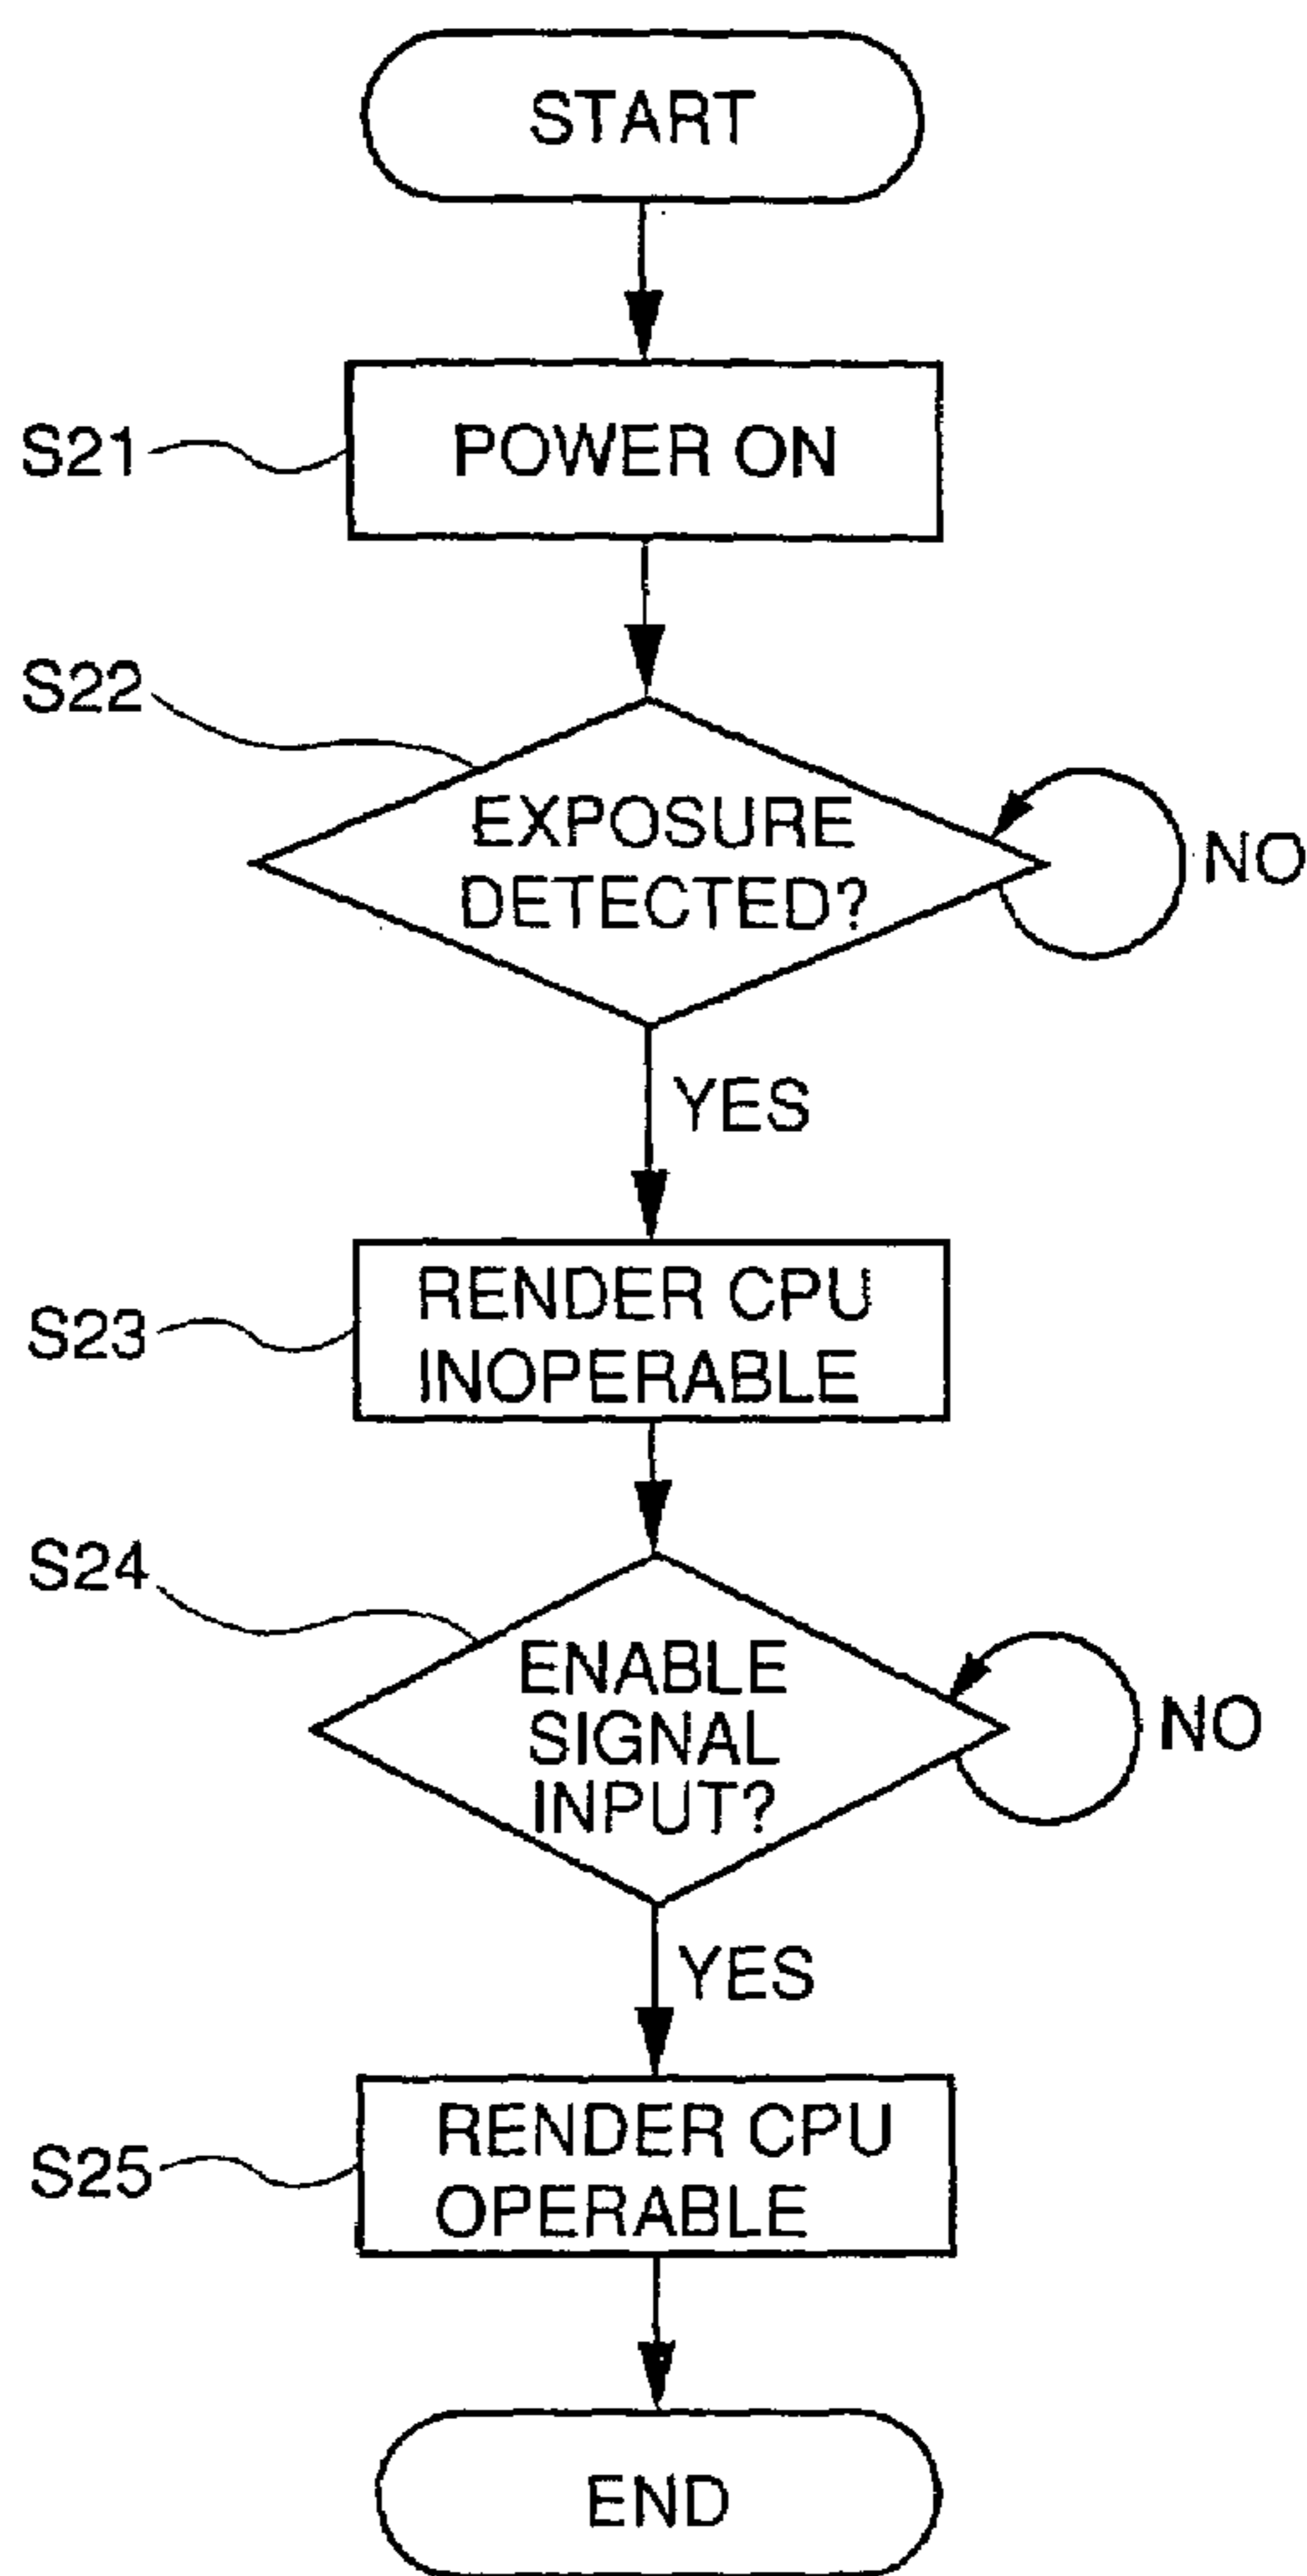 START
S21
POWER ON
S22
EXPOSURE
DETECTED?
NO
YES
S23
RENDER CPU
INOPERABLE
S24
ENABLE
SIGNAL
INPUT?
NO
YES
S25
RENDER CPU
OPERABLE
END